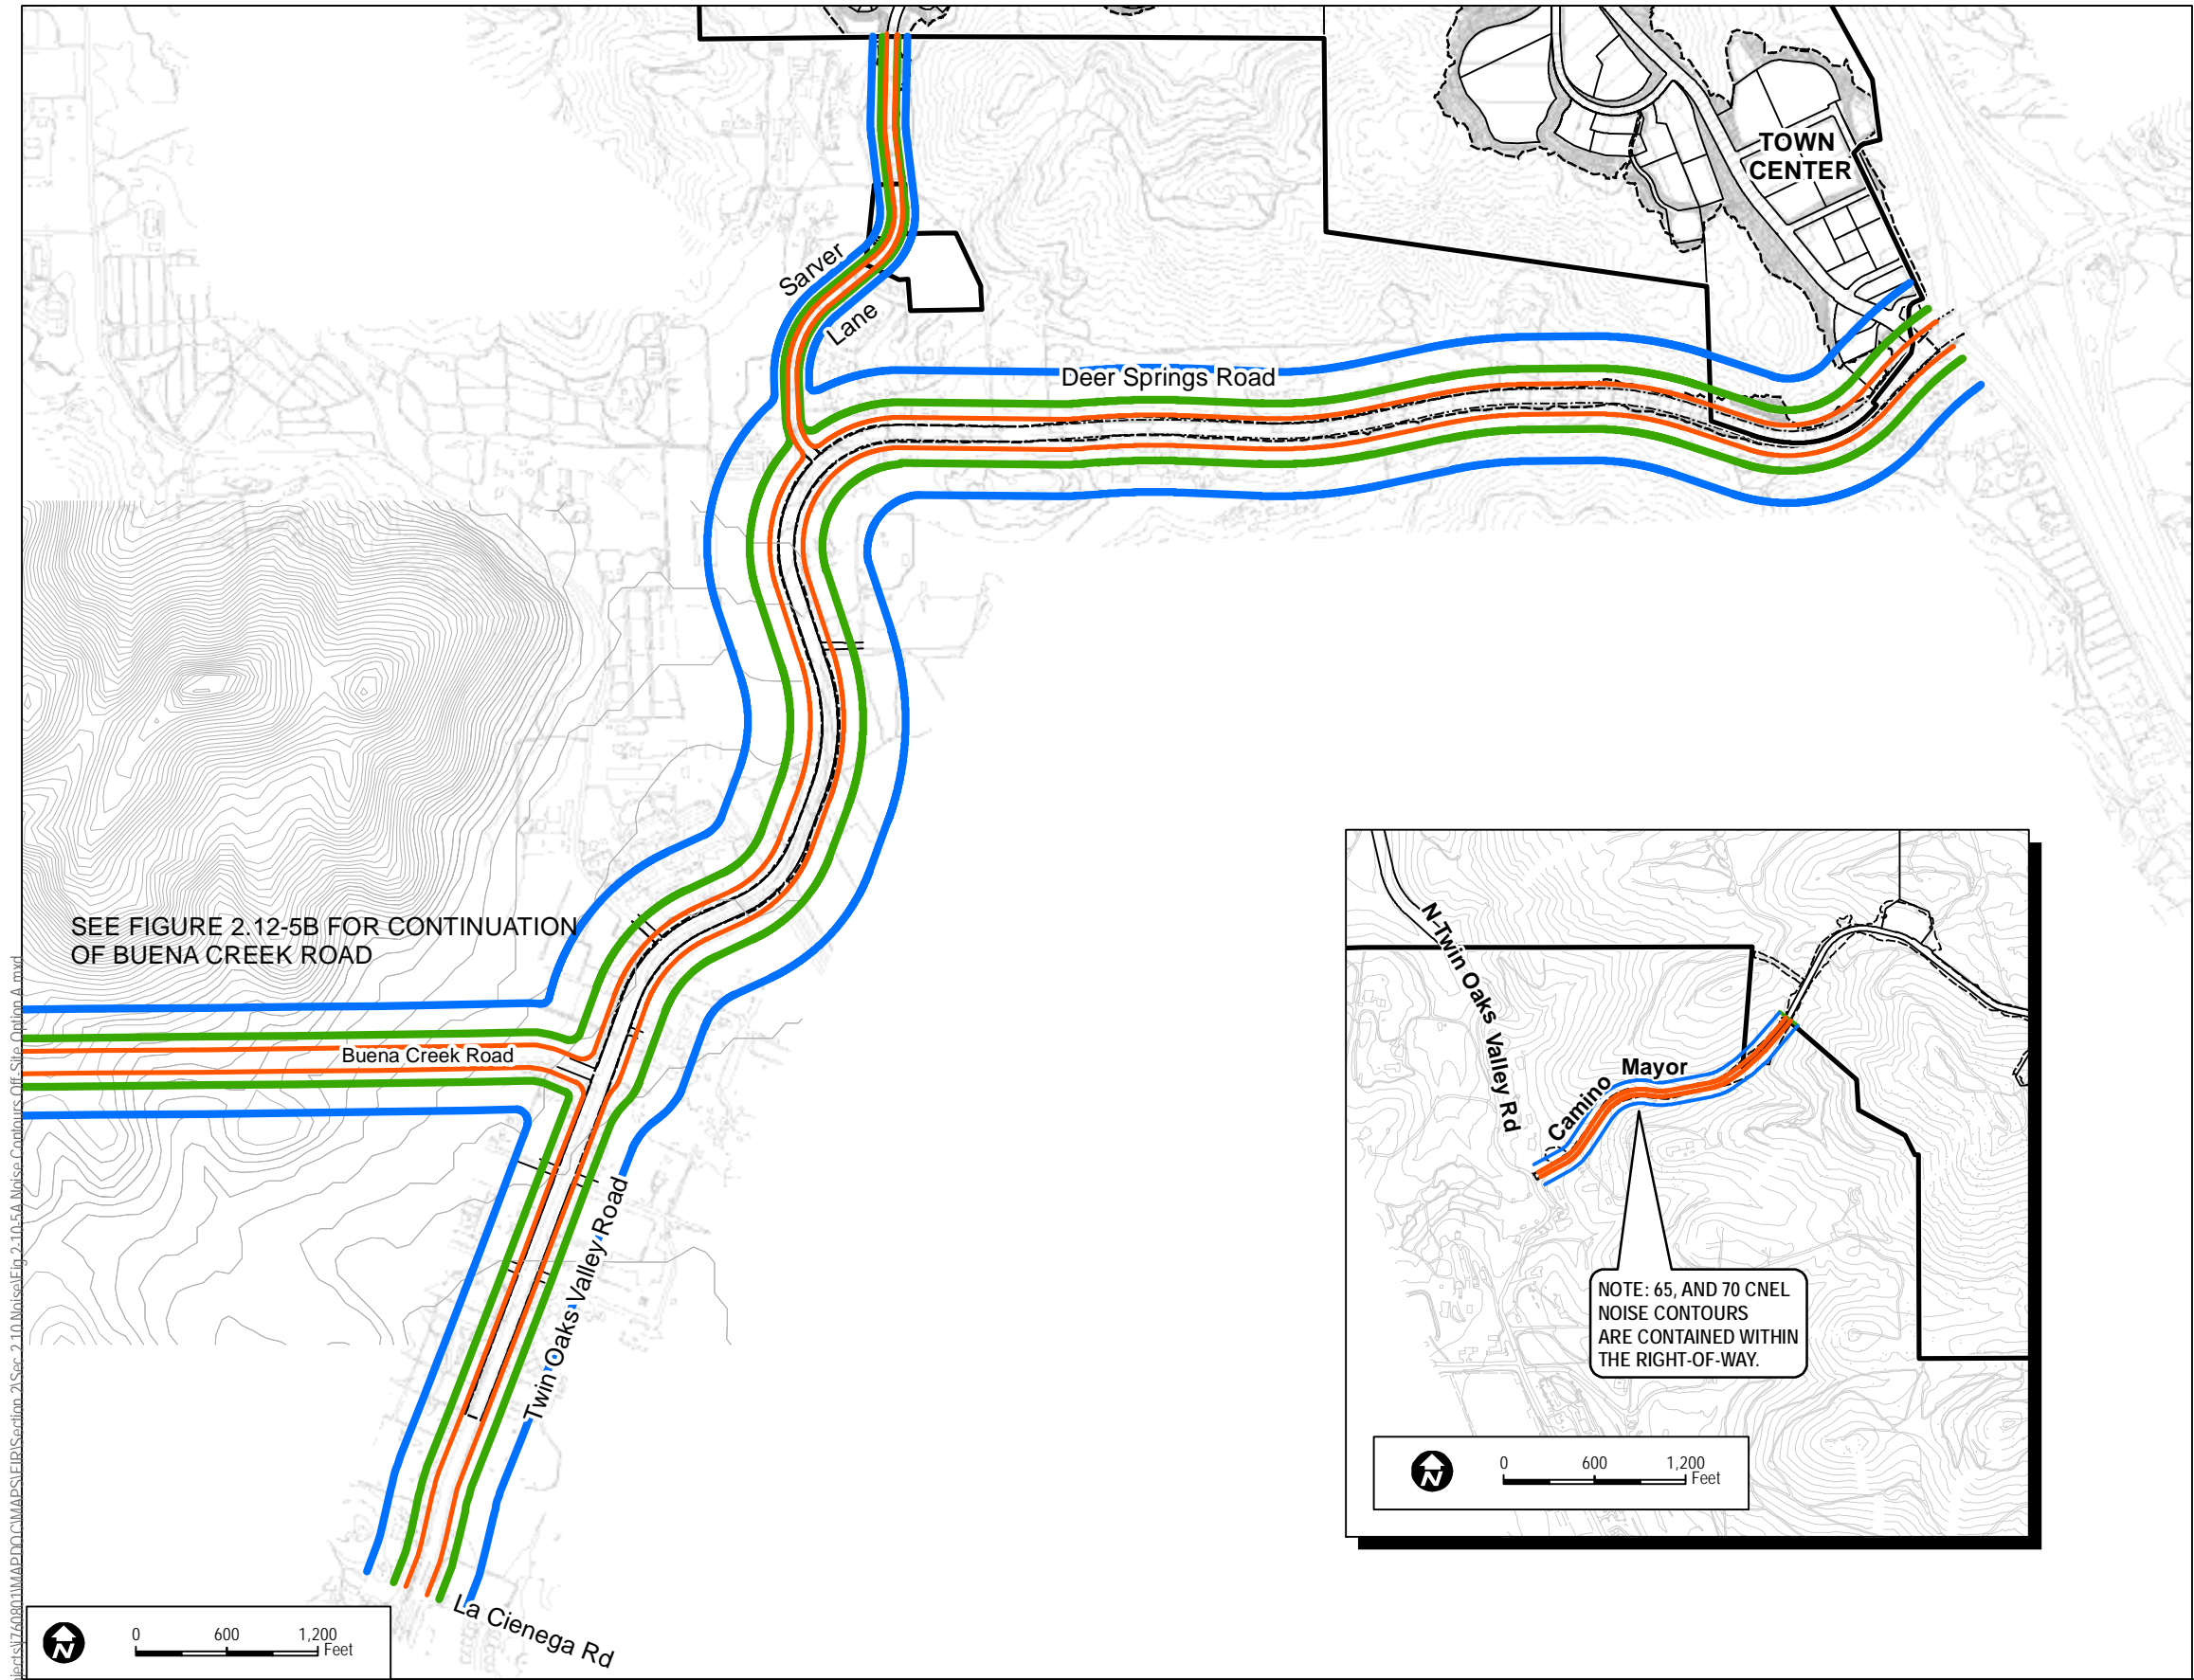 TOWN
CENTER
Sarver
Lane
Deer Springs Road
SEE FIGURE 2.12-5B FOR CONTINUATION
OF BUENA CREEK ROAD
Buena Creek Road
Twin Oaks Valley Road
La Cienega Rd
0 600 1,200
Feet
N
N-Twin Oaks Valley Rd
Camino Mayor
NOTE: 65, AND 70 CNEL
NOISE CONTOURS
ARE CONTAINED WITHIN
THE RIGHT-OF-WAY.
0 600 1,200
Feet
N